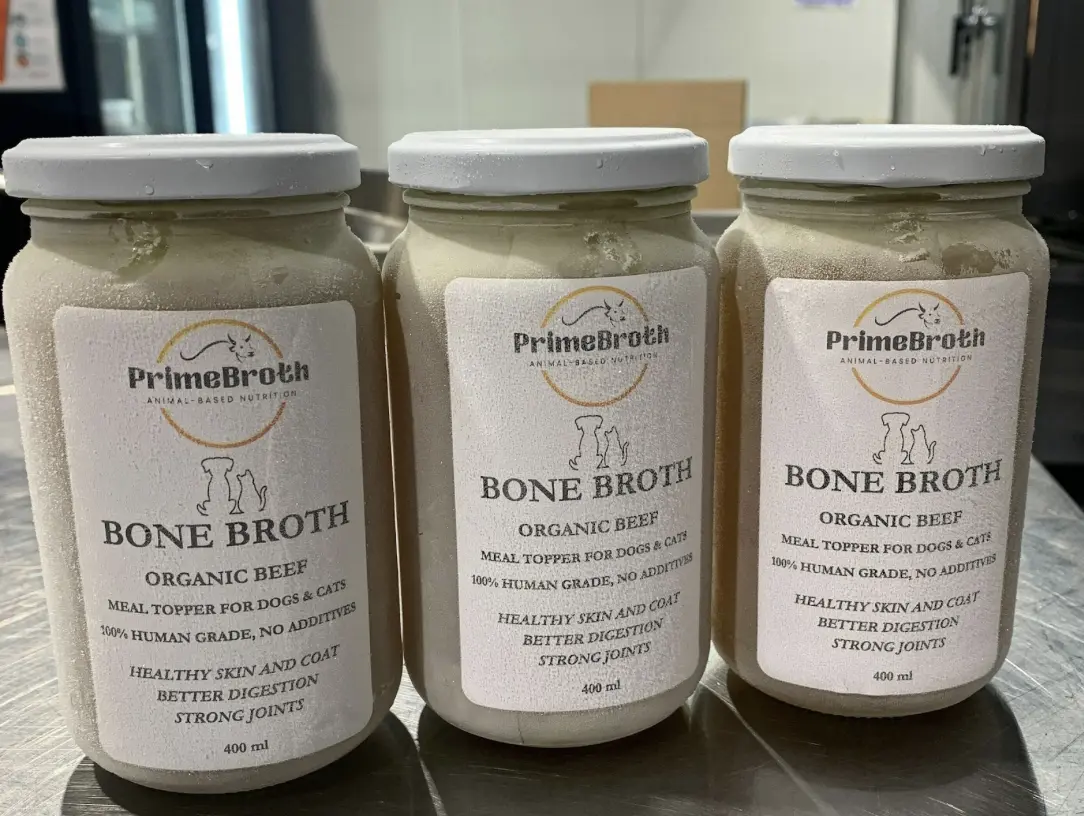 PrimeBroth
ANIMAL-BASED NUTRITION
BONE BROTH
ORGANIC BEEF
MEAL TOPPER FOR DOGS & CATS
100% HUMAN GRADE, NO ADDITIVES
HEALTHY SKIN AND COAT
BETTER DIGESTION
STRONG JOINTS
400 ml
PrimeBroth
ANIMAL-BASED NUTRITION
BONE BROTH
ORGANIC BEEF
MEAL TOPPER FOR DOGS & CATS
100% HUMAN GRADE, NO ADDITIVES
HEALTHY SKIN AND COAT
BETTER DIGESTION
STRONG JOINTS
400 ml
PrimeBroth
ANIMAL-BASED NUTRITION
BONE BROTH
ORGANIC BEEF
MEAL TOPPER FOR DOGS & CATS
100% HUMAN GRADE, NO ADDITIVES
HEALTHY SKIN AND COAT
BETTER DIGESTION
STRONG JOINTS
400 ml